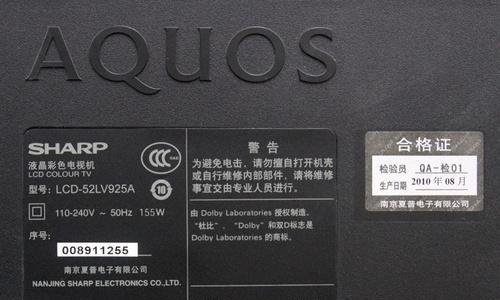 AQUOS
SHARP
液晶彩色电视机
LCD COLOUR TV
型号: LCD-52LV925A
110-240V ~ 50Hz 155W
序号:
008911255
南京夏普电子有限公司
NANJING SHARP ELECTRONICS CO.,LTD.
CCC
10
警告
为避免电击，请勿擅自打开机壳
或自行维修内部部件，请将维修
事宜交由专业人员进行。
由 Dolby Laboratories 授权制造。
"杜比"、"Dolby" 和双D标志是
Dolby Laboratories 的商标。
合格证
检验员 QA-检01
生产日期 2010 年 08 月
南京夏普电子有限公司